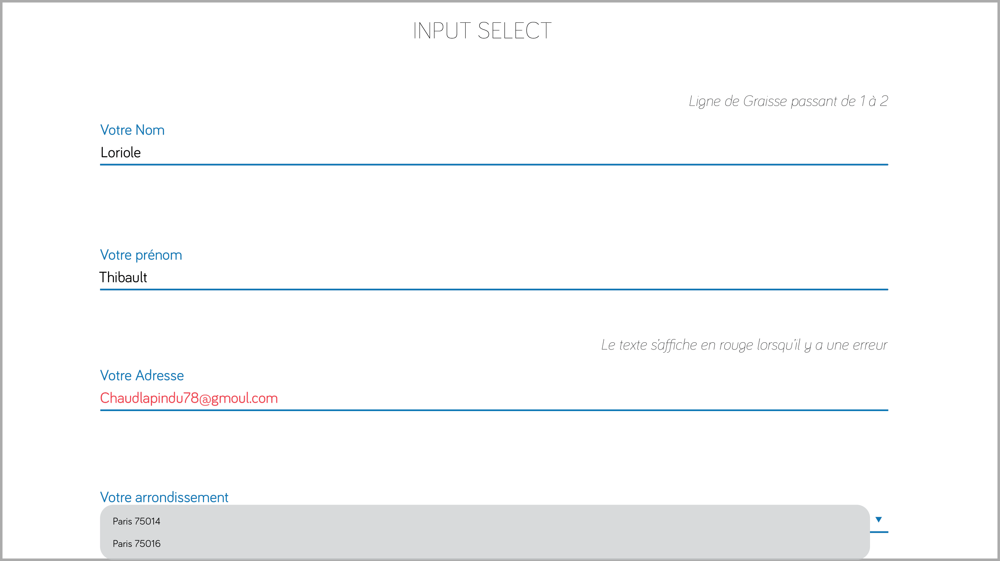 INPUT SELECT
Ligne de Graisse passant de 1 à 2
Votre Nom
Loriole
Votre prénom
Thibault
Le texte s'affiche en rouge lorsqu'il y a une erreur
Votre Adresse
Chaudlapindu78@gmoul.com
Votre arrondissement
Paris 75014
Paris 75016